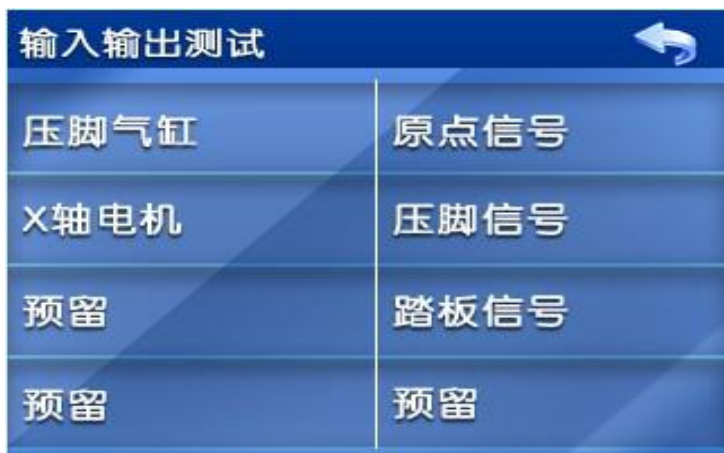 输入输出测试
压脚气缸
原点信号
X轴电机
压脚信号
预留
踏板信号
预留
预留